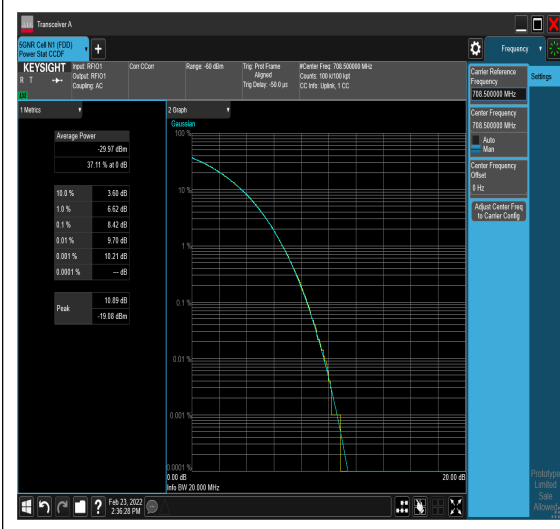 Transceiver A
5GNR Cell N1 (FDD)
Power Stat CCDF
Frequency
KEYSIGHT
R T
Input: RFIO1
Output: RFIO1
Coupling: AC
Corr CCorr
Range: -60 dBm
Trig: Prot Frame
Aligned
Trig Delay: -50.0 µs
#Center Freq: 708.500000 MHz
Counts: 100 k/100 kpt
CC Info: Uplink, 1 CC
Carrier Reference
Frequency
708.500000 MHz
Settings
1 Metrics
2 Graph
Center Frequency
708.500000 MHz
Auto
Man
Center Frequency
Offset
0 Hz
Adjust Center Freq
to Carrier Config
Average Power
-29.97 dBm
37.11 % at 0 dB
10.0 % 3.60 dB
1.0 % 6.62 dB
0.1 % 8.42 dB
0.01 % 9.70 dB
0.001 % 10.21 dB
0.0001 % --- dB
Peak
10.89 dB
-19.08 dBm
Gaussian
100 %
10 %
1 %
0.1 %
0.01 %
0.001 %
0.0001 %
0.00 dB
20.00 dB
Info BW 20.000 MHz
Feb 23, 2022
2:36:28 PM
Prototype
Limited
Sale
Allowed